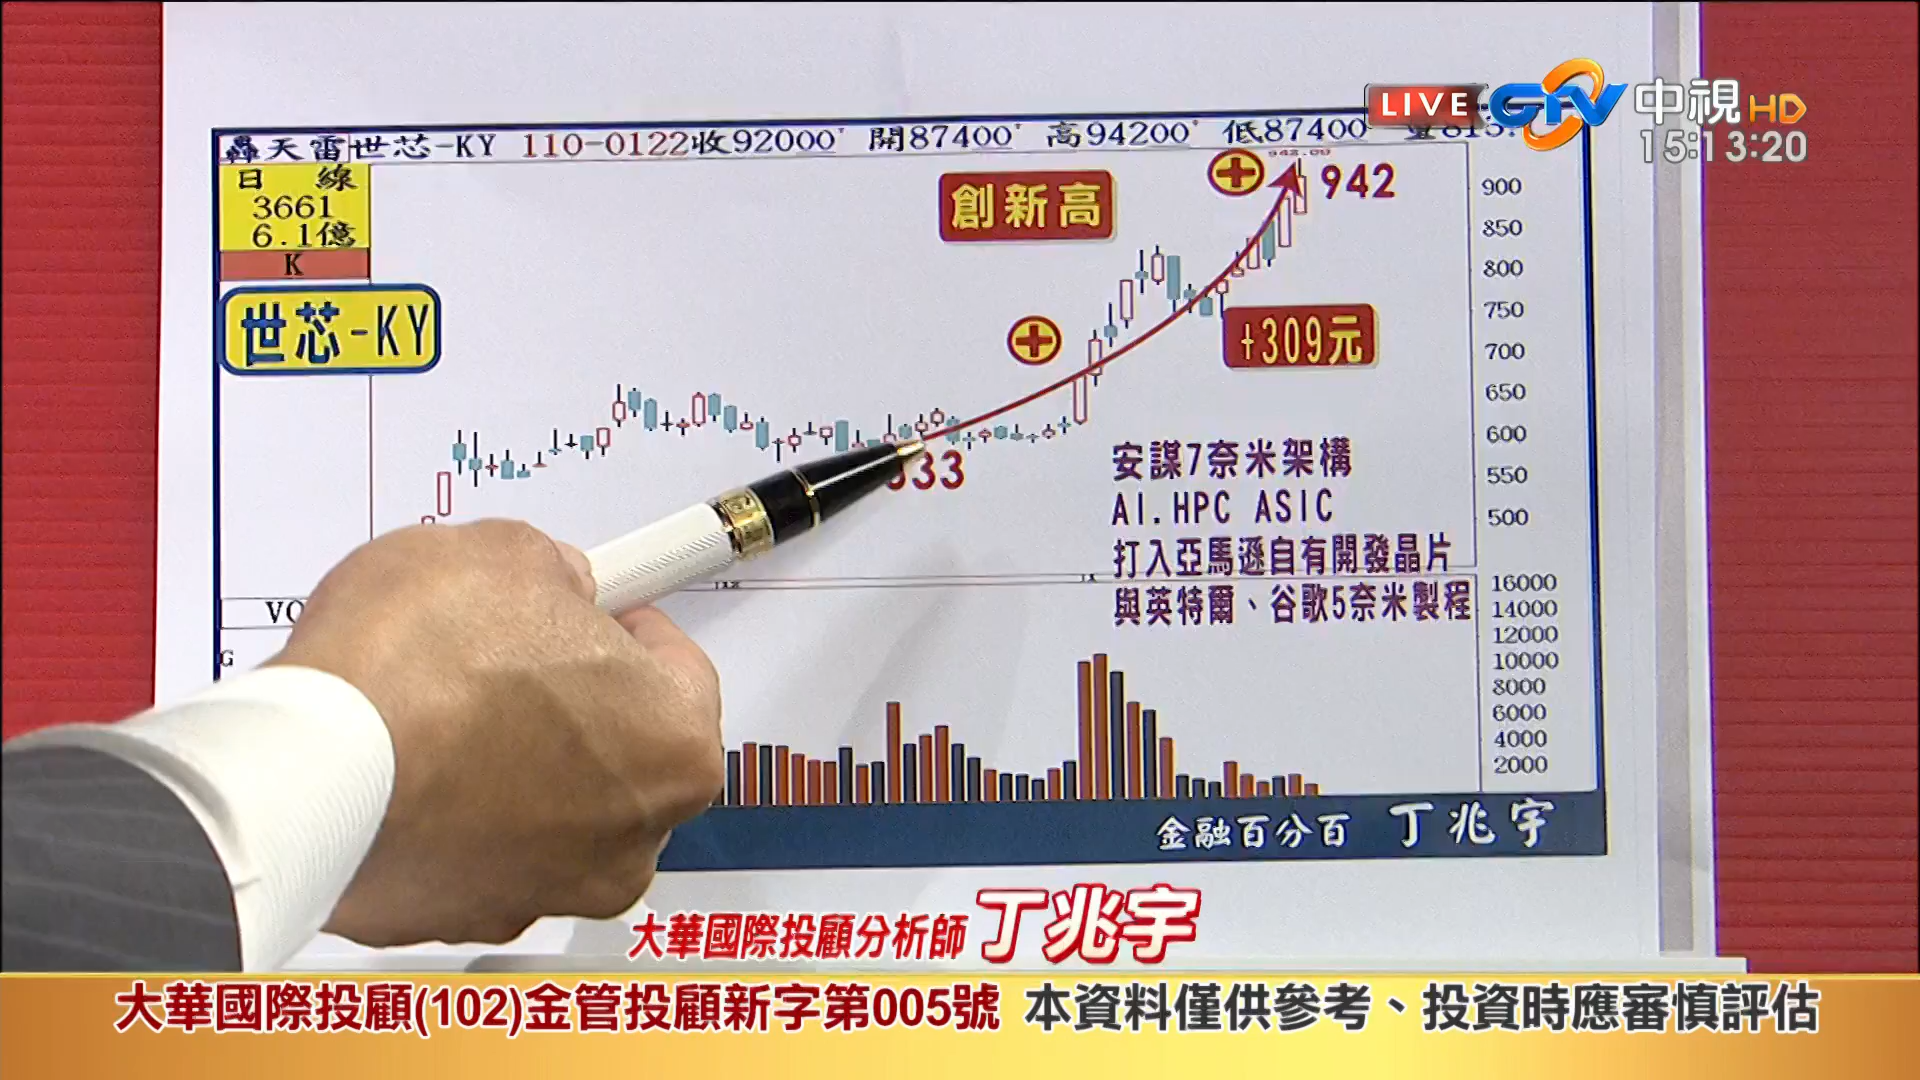 LIVE CTV 中視HD
15:13:20
轟天雷 世芯-KY 110-0122收92000' 開87400' 高94200' 低87400
日 線
3661
6.1億
K
世芯-KY
創新高
942
+309元
33
900
850
800
750
700
650
600
550
500
安謀7奈米架構
AI.HPC ASIC
打入亞馬遜自有開發晶片
與英特爾、谷歌5奈米製程
16000
14000
12000
10000
8000
6000
4000
2000
G
金融百分百 丁兆宇
大華國際投顧分析師 丁兆宇
大華國際投顧(102)金管投顧新字第005號 本資料僅供參考、投資時應審慎評估